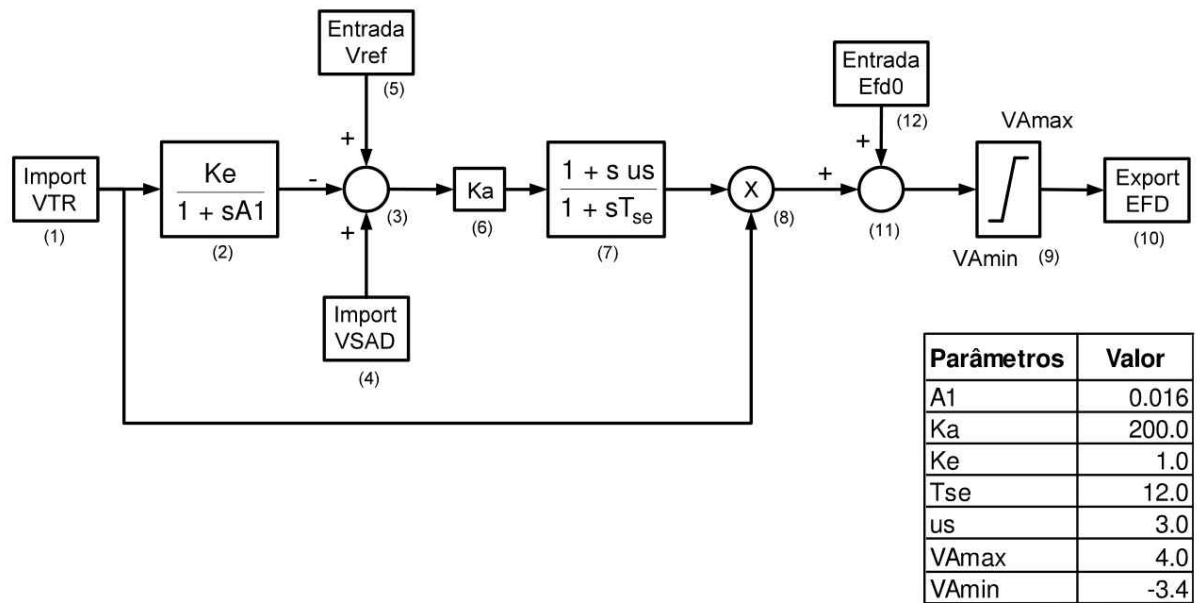 Entrada
Vref
(5)
Entrada
Efd0
(12)
VAmax
+
+
Import
VTR
(1)
Ke
1 + sA1
(2)
-
(3)
+
Ka
(6)
1 + s us
1 + sTse
(7)
X
(8)
+
(11)
VAmin
(9)
Export
EFD
(10)
Import
VSAD
(4)
Parâmetros Valor
A1 0.016
Ka 200.0
Ke 1.0
Tse 12.0
us 3.0
VAmax 4.0
VAmin -3.4